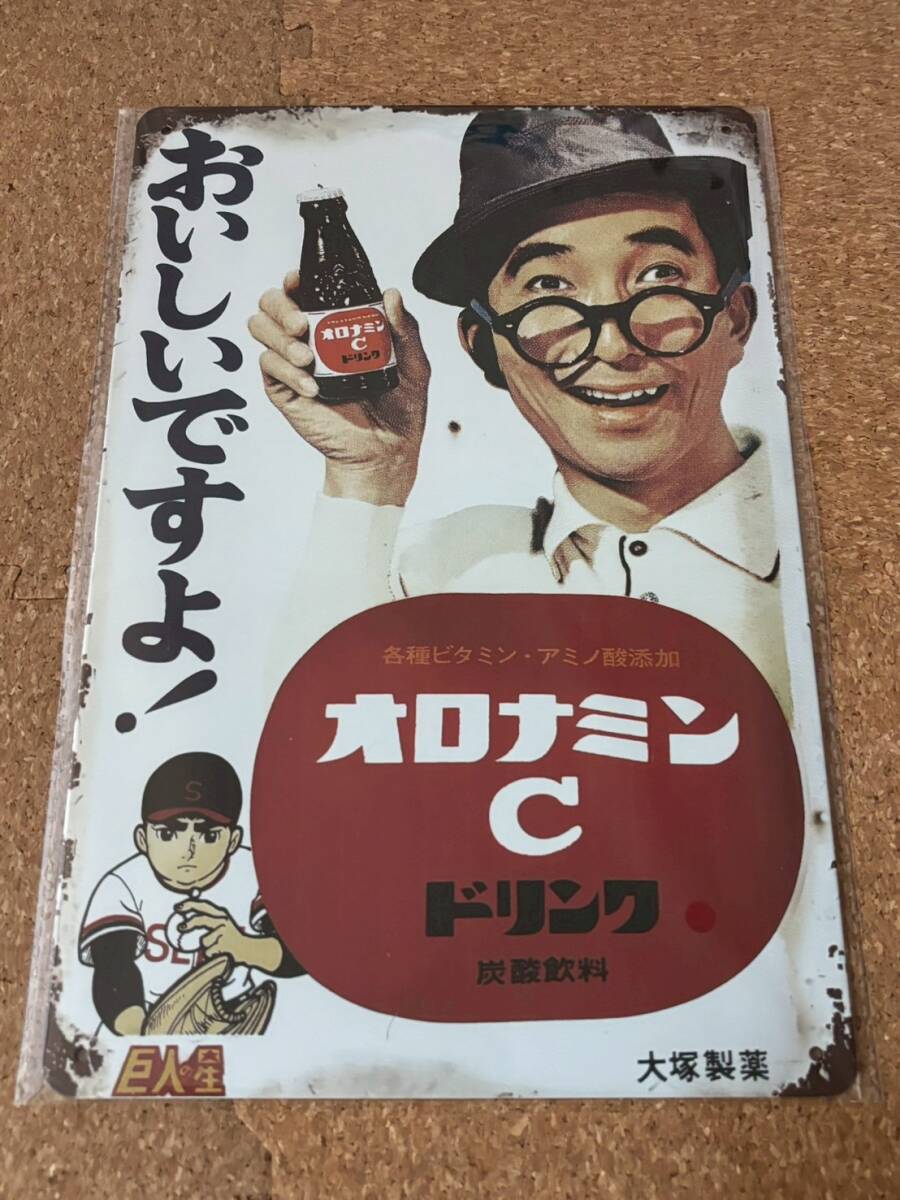 おいしいですよ!
オロナミン
C
ドリンク
各種ビタミン・アミノ酸添加
オロナミン
C
ドリンク
炭酸飲料
S
巨人の星
大塚製薬